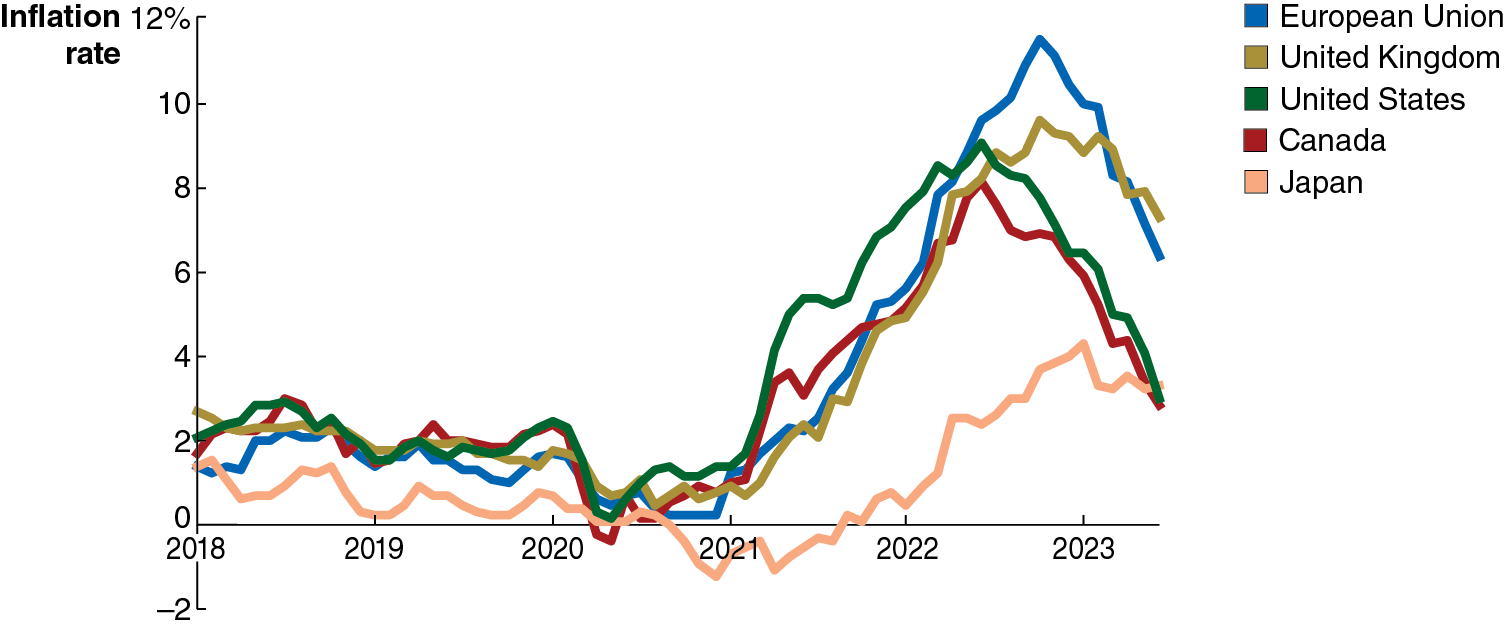 Inflation 12%
rate
10
8
6
4
2
0
2018 2019 2020 2021 2022 2023
–2
European Union
United Kingdom
United States
Canada
Japan